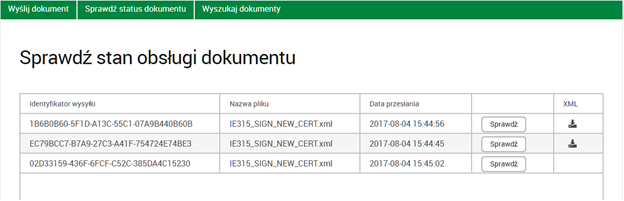 Wyślij dokument Sprawdź status dokumentu Wyszukaj dokumenty
Sprawdź stan obsługi dokumentu
Identyfikator wysyłki Nazwa pliku Data przesłania XML
1B6B0B60-5F1D-A13C-55C1-07A9B440B60B IE315_SIGN_NEW_CERT.xml 2017-08-04 15:44:56 Sprawdź
EC79BCC7-B7A9-27C3-A41F-754724E74BE3 IE315_SIGN_NEW_CERT.xml 2017-08-04 15:44:45 Sprawdź
02D33159-436F-6FCF-C52C-385DA4C15230 IE315_SIGN_NEW_CERT.xml 2017-08-04 15:45:02 Sprawdź